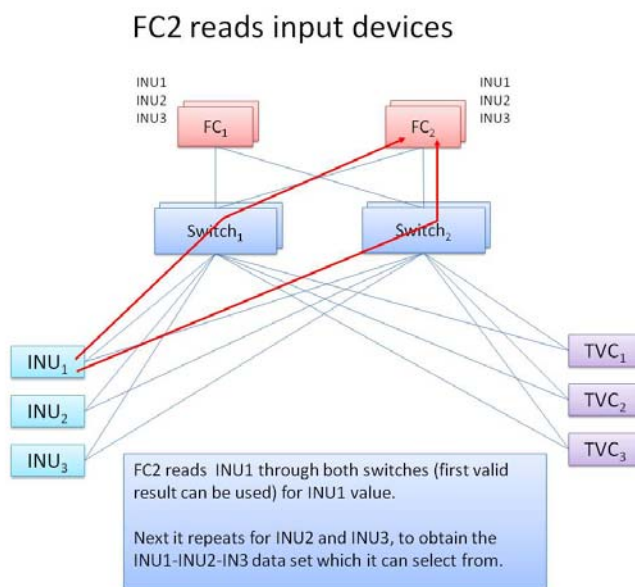 FC2 reads input devices
INU1
INU2
INU3
FC₁
FC₂
INU1
INU2
INU3
Switch₁
Switch₂
INU₁
INU₂
INU₃
TVC₁
TVC₂
TVC₃
FC2 reads INU1 through both switches (first valid
result can be used) for INU1 value.
Next it repeats for INU2 and INU3, to obtain the
INU1-INU2-IN3 data set which it can select from.